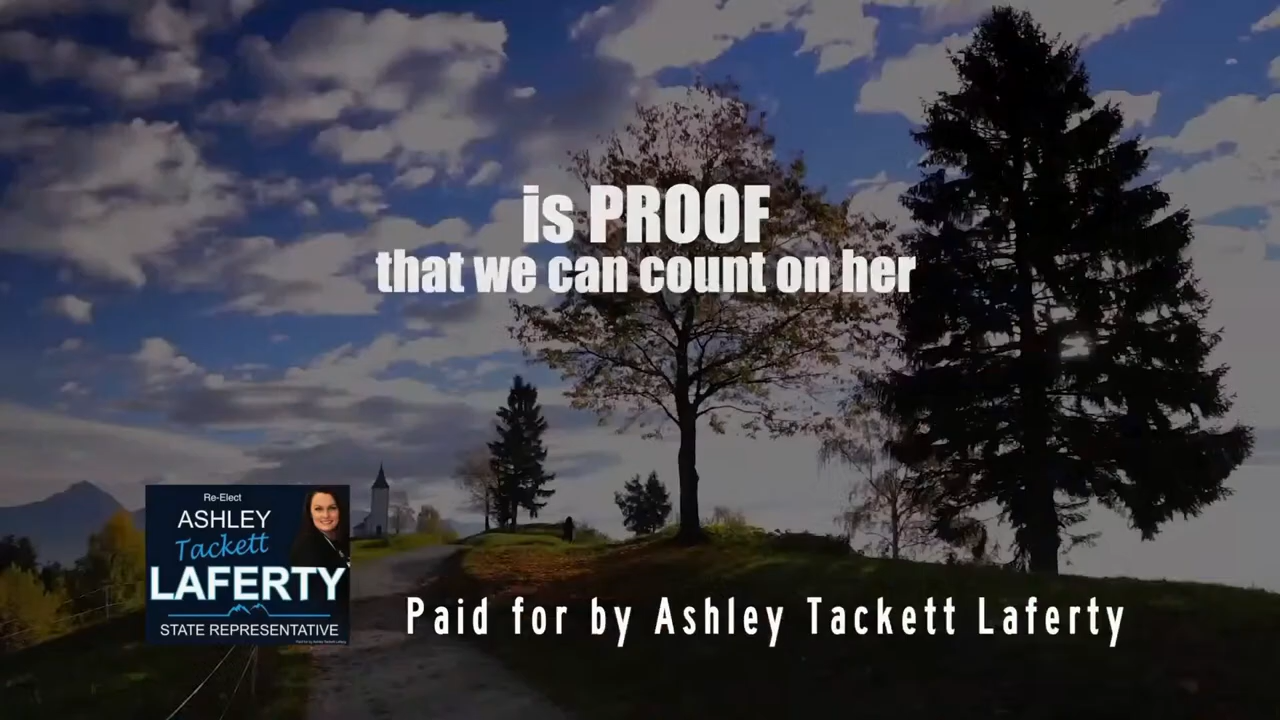 is PROOF
that we can count on her
Re-Elect
ASHLEY
Tackett
LAFERTY
STATE REPRESENTATIVE
Paid for by Ashley Tackett Laferty